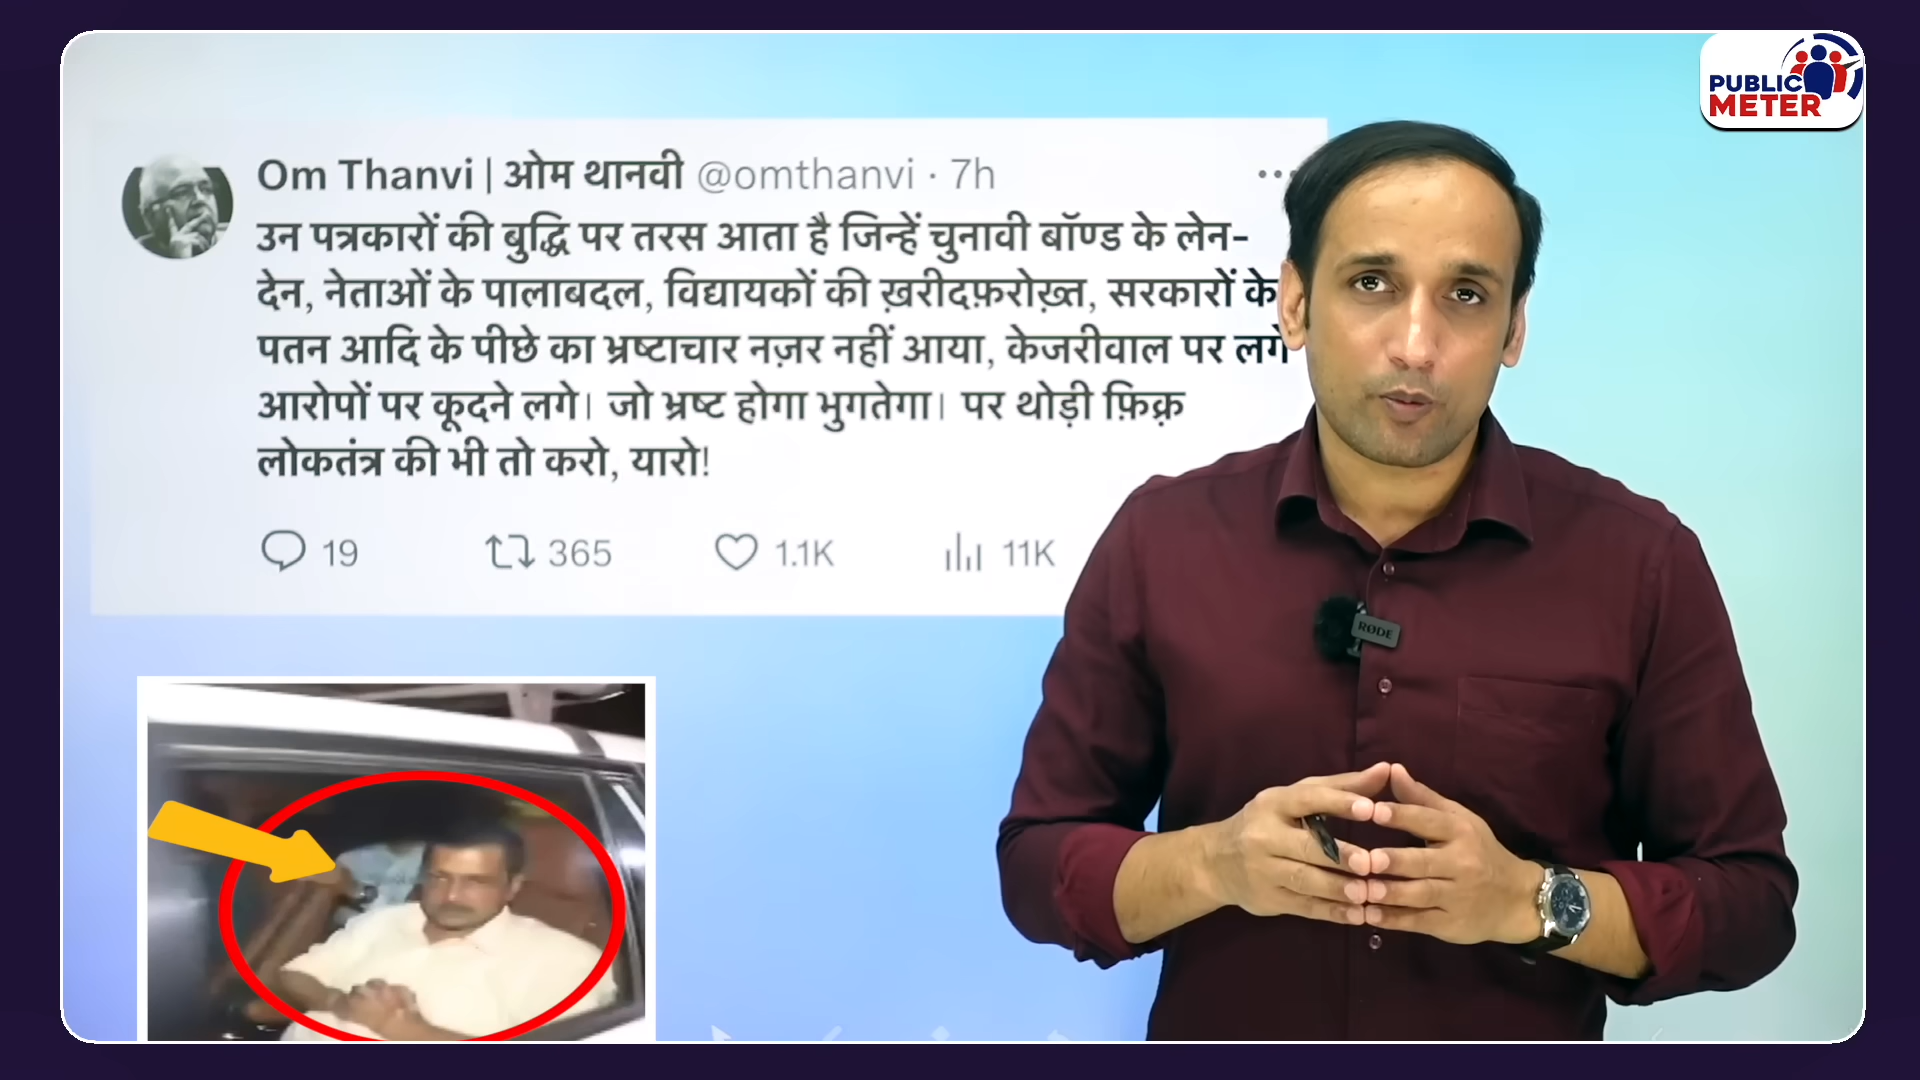 PUBLIC
METER
Om Thanvi | ओम थानवी @omthanvi · 7h
उन पत्रकारों की बुद्धि पर तरस आता है जिन्हें चुनावी बॉण्ड के लेन-
देन, नेताओं के पालाबदल, विद्यायकों की ख़रीदफ़रोख़्त, सरकारों के
पतन आदि के पीछे का भ्रष्टाचार नज़र नहीं आया, केजरीवाल पर लगे
आरोपों पर कूदने लगे। जो भ्रष्ट होगा भुगतेगा। पर थोड़ी फ़िक्र
लोकतंत्र की भी तो करो, यारो!
19 365 1.1K 11K
RØDE